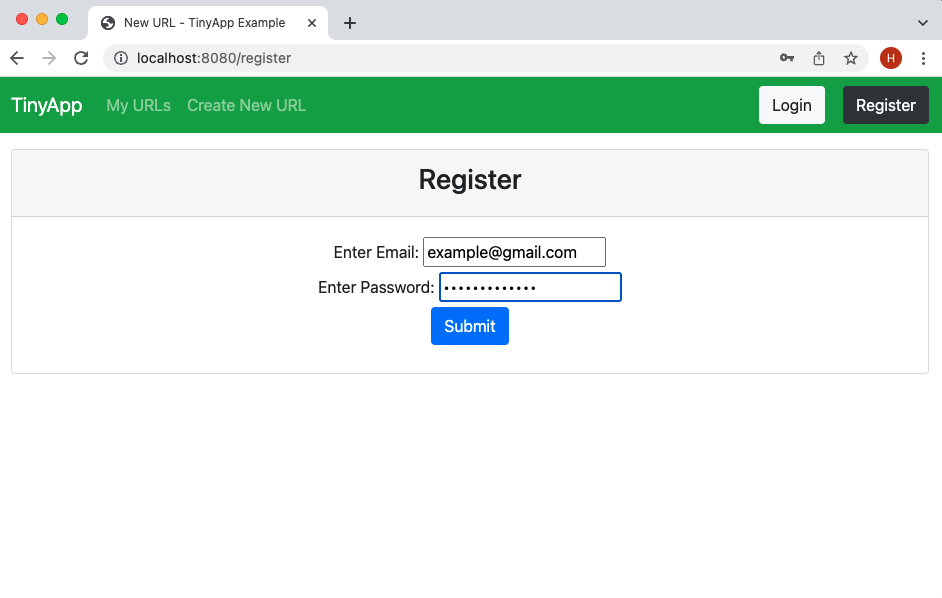 New URL - TinyApp Example
localhost:8080/register
H
TinyApp My URLs Create New URL Login Register
Register
Enter Email: example@gmail.com
Enter Password: •••••••••••••
Submit